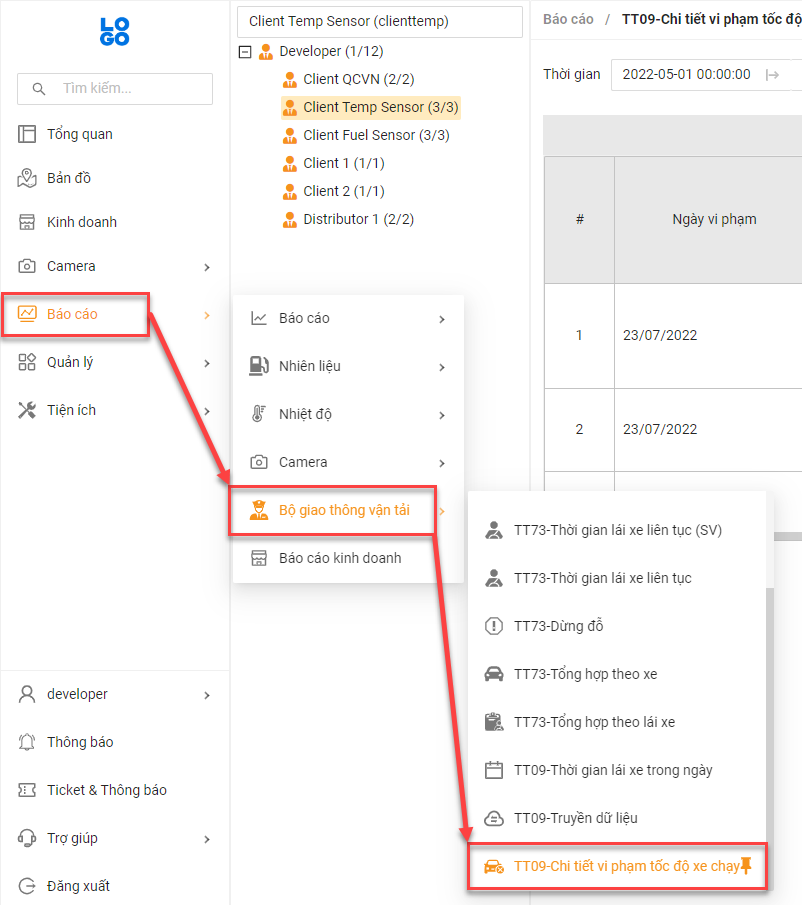 LO
GO
Tìm kiếm...
Tổng quan
Bản đồ
Kinh doanh
Camera
Báo cáo
Quản lý
Tiện ích
developer
Thông báo
Ticket & Thông báo
Trợ giúp
Đăng xuất
Client Temp Sensor (clienttemp)
Developer (1/12)
Client QCVN (2/2)
Client Temp Sensor (3/3)
Client Fuel Sensor (3/3)
Client 1 (1/1)
Client 2 (1/1)
Distributor 1 (2/2)
Báo cáo
Nhiên liệu
Nhiệt độ
Camera
Bộ giao thông vận tải
Báo cáo kinh doanh
TT73-Thời gian lái xe liên tục (SV)
TT73-Thời gian lái xe liên tục
TT73-Dừng đỗ
TT73-Tổng hợp theo xe
TT73-Tổng hợp theo lái xe
TT09-Thời gian lái xe trong ngày
TT09-Truyền dữ liệu
TT09-Chi tiết vi phạm tốc độ xe chạy
Báo cáo / TT09-Chi tiết vi phạm tốc độ
Thời gian 2022-05-01 00:00:00
# Ngày vi phạm
1 23/07/2022
2 23/07/2022